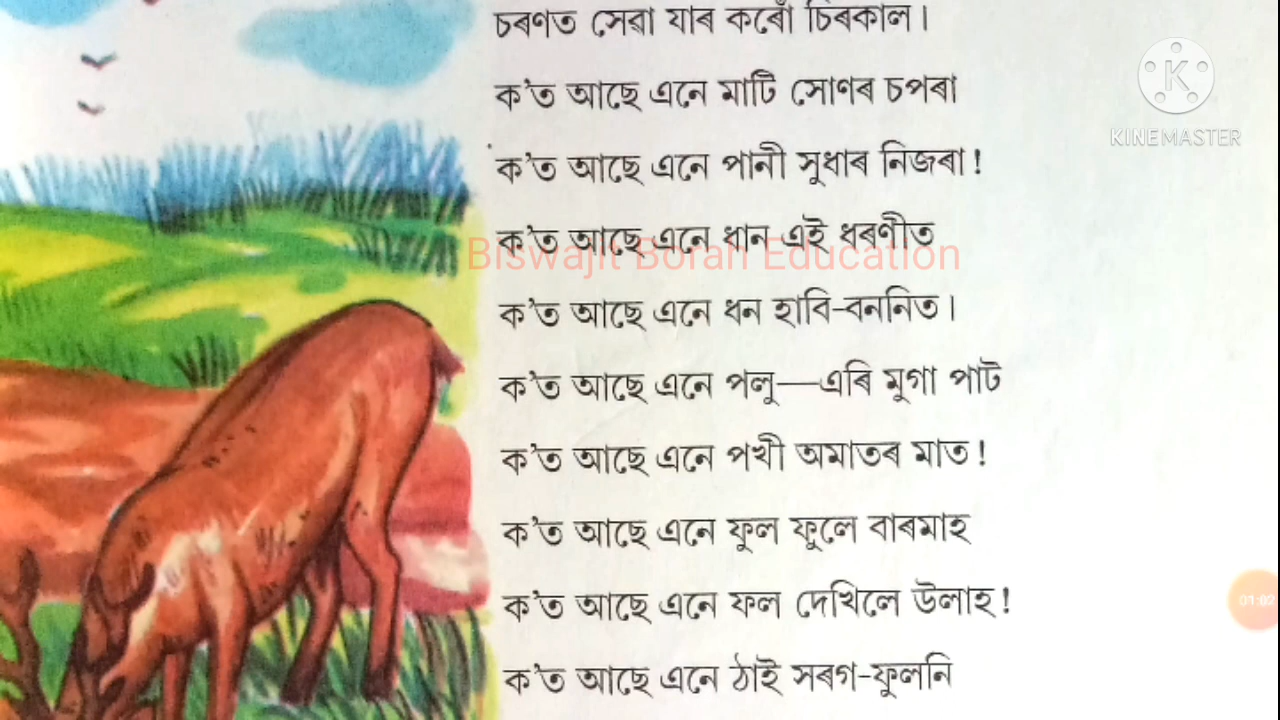 চৰণত সেৱা যাৰ কৰোঁ চিৰকাল।
ক'ত আছে এনে মাটি সোণৰ চপৰা
ক'ত আছে এনে পানী সুধাৰ নিজৰা!
ক'ত আছে এনে ধান এই ধৰণীত
ক'ত আছে এনে ধন হাবি-বননিত।
ক'ত আছে এনে পলু—এৰি মুগা পাট
ক'ত আছে এনে পখী অমাতৰ মাত!
ক'ত আছে এনে ফুল ফুলে বাৰমাহ
ক'ত আছে এনে ফল দেখিলে উলাহ!
ক'ত আছে এনে ঠাই সৰগ-ফুলনি
K
KINEMASTER
Biswajit Borah Education
01:02